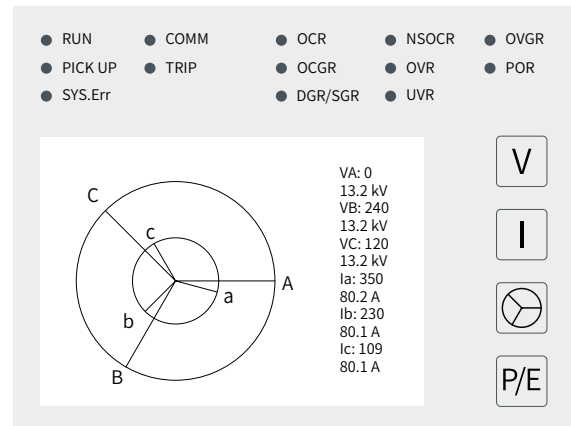 RUN COMM OCR NSOCR OVGR
PICK UP TRIP OCGR OVR POR
SYS.Err DGR/SGR UVR
V
I
P/E
C
c
A
a
b
B
VA: 0
13.2 kV
VB: 240
13.2 kV
VC: 120
13.2 kV
Ia: 350
80.2 A
Ib: 230
80.1 A
Ic: 109
80.1 A